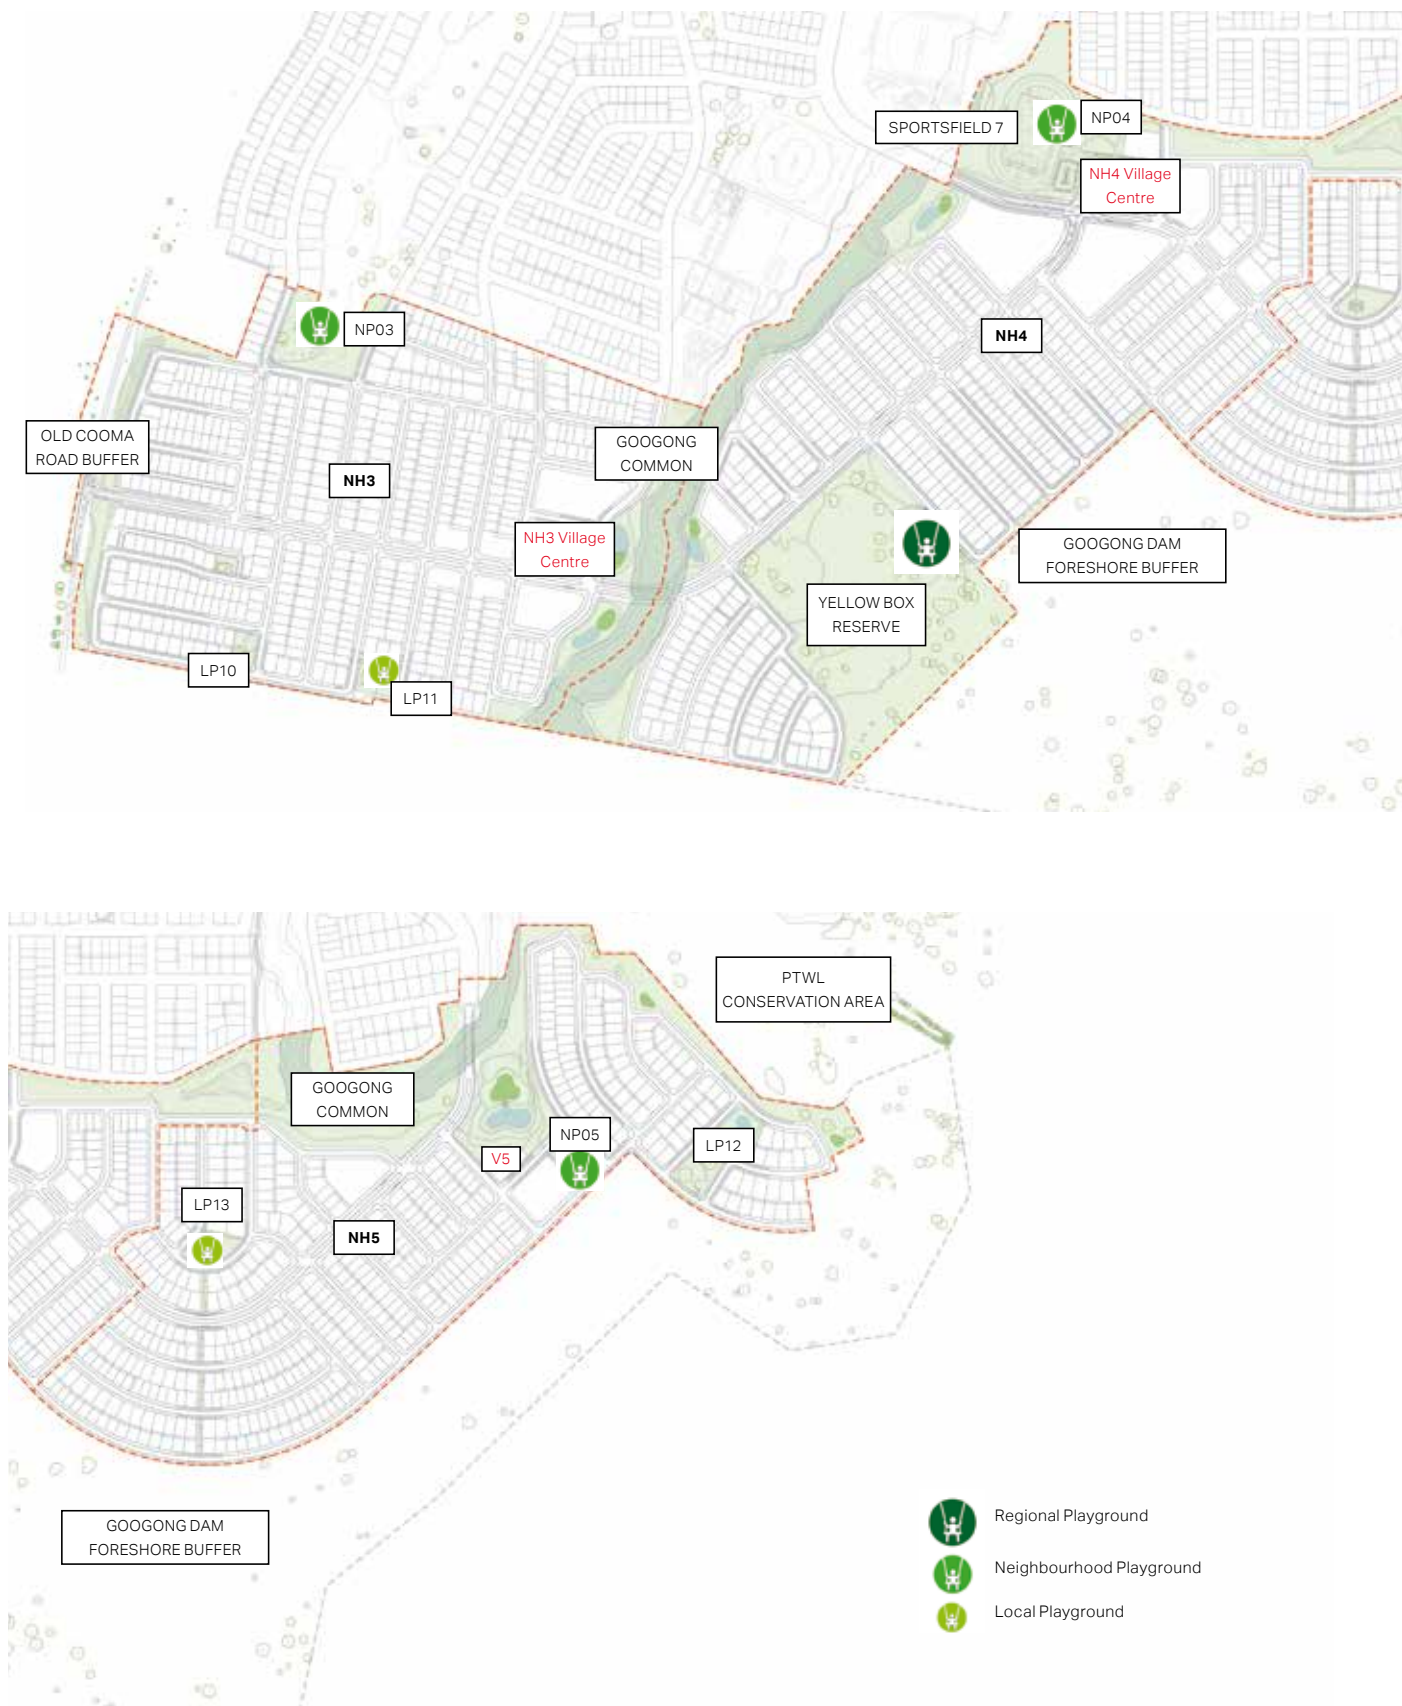 SPORTSFIELD 7
NP04
NH4 Village
Centre
NP03
NH4
OLD COOMA
ROAD BUFFER
GOOGONG
COMMON
NH3
NH3 Village
Centre
GOOGONG DAM
FORESHORE BUFFER
YELLOW BOX
RESERVE
LP10
LP11
PTWL
CONSERVATION AREA
GOOGONG
COMMON
NP05
LP12
V5
LP13
NH5
GOOGONG DAM
FORESHORE BUFFER
Regional Playground
Neighbourhood Playground
Local Playground